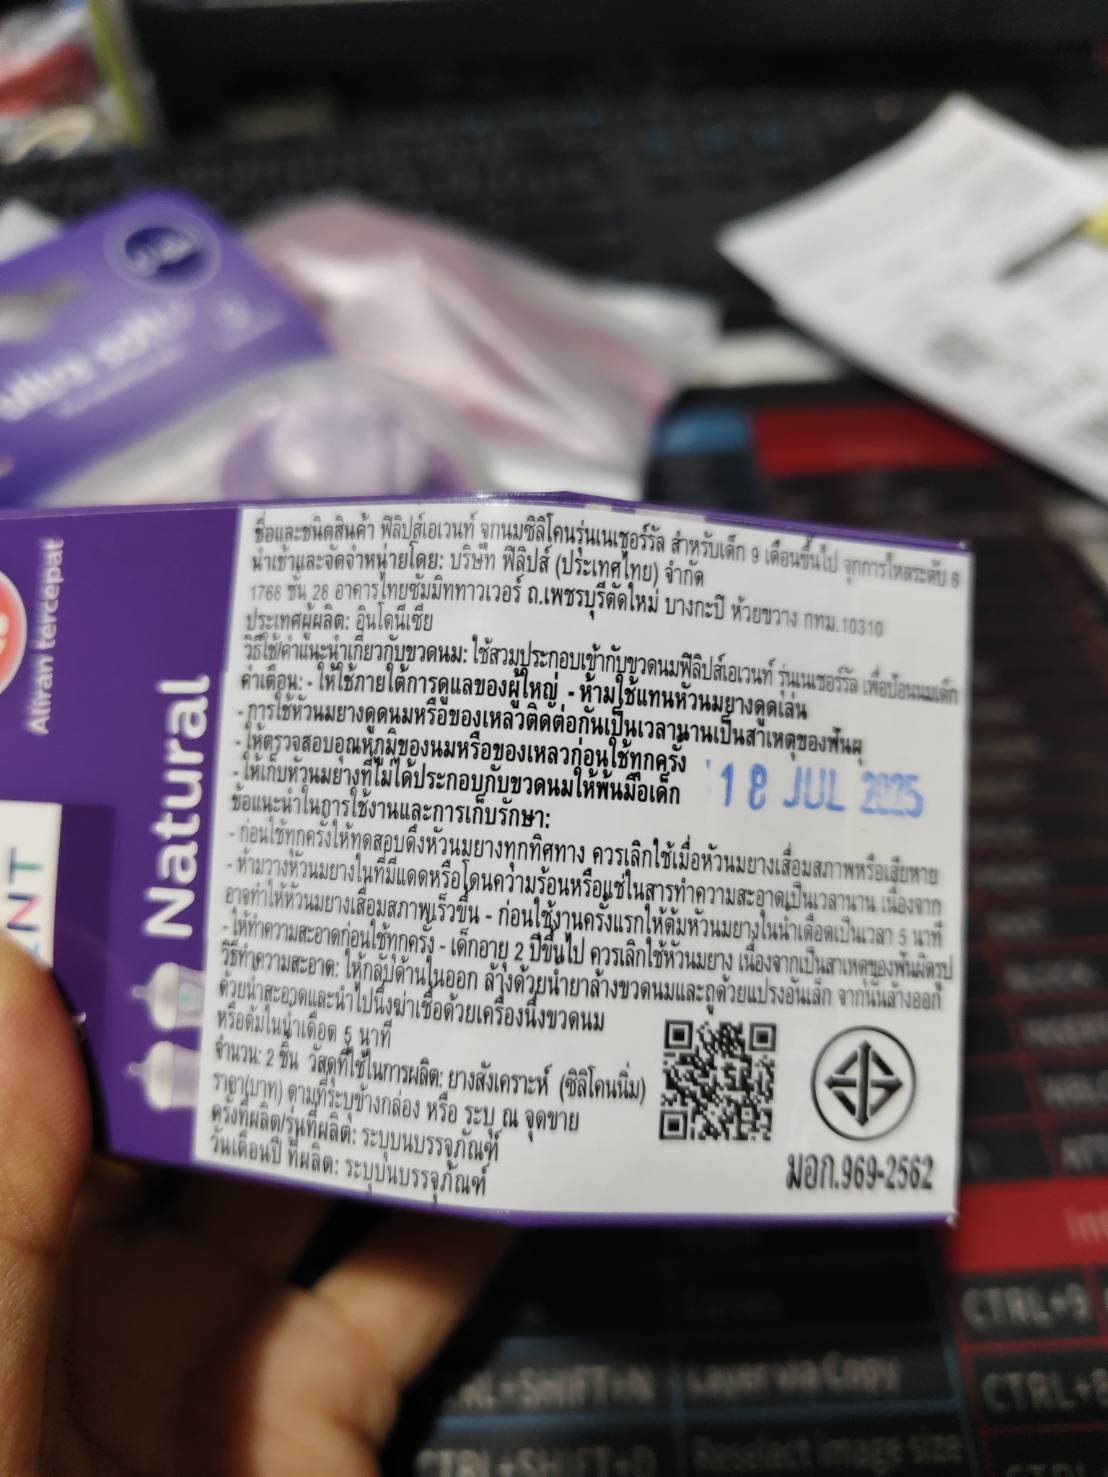 ultra soft
Aliran tercepat
Natural
ENT
ชื่อและชนิดสินค้า ฟิลิปส์เอเวนท์ จุกนมซิลิโคนรุ่นเนเชอร์รัล สำหรับเด็ก 9 เดือนขึ้นไป จุกการไหลระดับ 6
นำเข้าและจัดจำหน่ายโดย: บริษัท ฟิลิปส์ (ประเทศไทย) จำกัด
1768 ชั้น 28 อาคารไทยซัมมิททาวเวอร์ ถ.เพชรบุรีตัดใหม่ บางกะปิ ห้วยขวาง กทม.10310
ประเทศผู้ผลิต: อินโดนีเซีย
วิธีใช้/คำแนะนำเกี่ยวกับขวดนม: ใช้สวมประกอบเข้ากับขวดนมฟิลิปส์เอเวนท์ รุ่นเนเชอร์รัล เพื่อป้อนนมเด็ก
คำเตือน: - ให้ใช้ภายใต้การดูแลของผู้ใหญ่ - ห้ามใช้แทนหัวนมยางดูดเล่น
- การใช้หัวนมยางดูดนมหรือของเหลวติดต่อกันเป็นเวลานานเป็นสาเหตุของฟันผุ
- ให้ตรวจสอบอุณหภูมิของนมหรือของเหลวก่อนใช้ทุกครั้ง
- ให้เก็บหัวนมยางที่ไม่ได้ประกอบกับขวดนมให้พ้นมือเด็ก
18 JUL 2025
ข้อแนะนำในการใช้งานและการเก็บรักษา:
- ก่อนใช้ทุกครั้งให้ทดสอบดึงหัวนมยางทุกทิศทาง ควรเลิกใช้เมื่อหัวนมยางเสื่อมสภาพหรือเสียหาย
- ห้ามวางหัวนมยางในที่มีแดดหรือโดนความร้อนหรือแช่ในสารทำความสะอาดเป็นเวลานาน เนื่องจาก
อาจทำให้หัวนมยางเสื่อมสภาพเร็วขึ้น - ก่อนใช้งานครั้งแรกให้ต้มหัวนมยางในน้ำเดือดเป็นเวลา 5 นาที
- ให้ทำความสะอาดก่อนใช้ทุกครั้ง - เด็กอายุ 2 ปีขึ้นไป ควรเลิกใช้หัวนมยาง เนื่องจากเป็นสาเหตุของฟันผิดรูป
วิธีทำความสะอาด: ให้กลับด้านในออก ล้างด้วยน้ำยาล้างขวดนมและถูด้วยแปรงอันเล็ก จากนั้นล้างออก
ด้วยน้ำสะอาดและนำไปนึ่งฆ่าเชื้อด้วยเครื่องนึ่งขวดนม
หรือต้มในน้ำเดือด 5 นาที
จำนวน: 2 ชิ้น วัสดุที่ใช้ในการผลิต: ยางสังเคราะห์ (ซิลิโคนนิ่ม)
ราคา(บาท) ตามที่ระบุข้างกล่อง หรือ ระบุ ณ จุดขาย
ครั้งที่ผลิต/รุ่นที่ผลิต: ระบุบนบรรจุภัณฑ์
วันเดือนปี ที่ผลิต: ระบุบนบรรจุภัณฑ์
มอก.969-2562
CTRL+9
CTRL+SHIFT+N Layer via Copy
CTRL+SHIFT+D Reselect image size